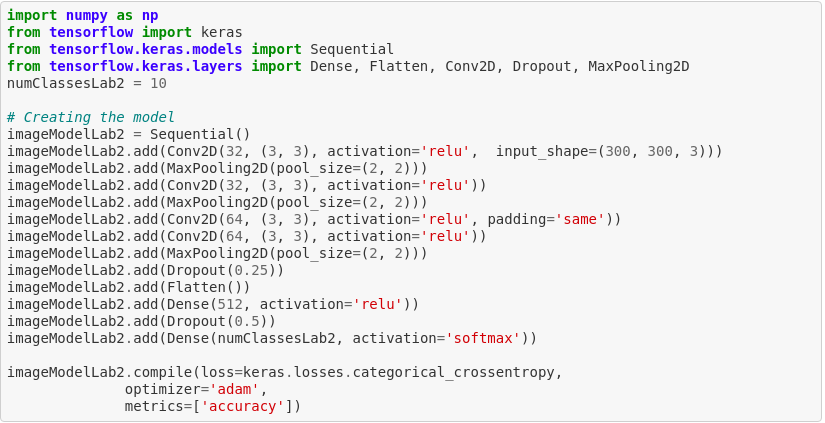 import numpy as np
from tensorflow import keras
from tensorflow.keras.models import Sequential
from tensorflow.keras.layers import Dense, Flatten, Conv2D, Dropout, MaxPooling2D
numClassesLab2 = 10

# Creating the model
imageModelLab2 = Sequential()
imageModelLab2.add(Conv2D(32, (3, 3), activation='relu',  input_shape=(300, 300, 3)))
imageModelLab2.add(MaxPooling2D(pool_size=(2, 2)))
imageModelLab2.add(Conv2D(32, (3, 3), activation='relu'))
imageModelLab2.add(MaxPooling2D(pool_size=(2, 2)))
imageModelLab2.add(Conv2D(64, (3, 3), activation='relu', padding='same'))
imageModelLab2.add(Conv2D(64, (3, 3), activation='relu'))
imageModelLab2.add(MaxPooling2D(pool_size=(2, 2)))
imageModelLab2.add(Dropout(0.25))
imageModelLab2.add(Flatten())
imageModelLab2.add(Dense(512, activation='relu'))
imageModelLab2.add(Dropout(0.5))
imageModelLab2.add(Dense(numClassesLab2, activation='softmax'))

imageModelLab2.compile(loss=keras.losses.categorical_crossentropy,
              optimizer='adam',
              metrics=['accuracy'])